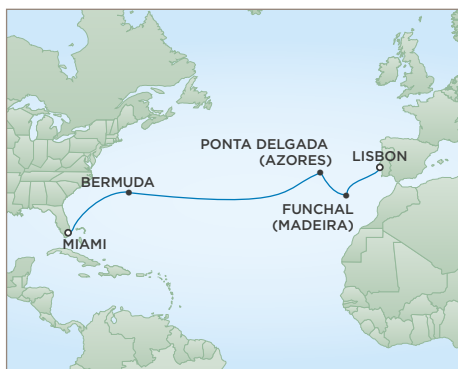 PONTA DELGADA
(AZORES)
LISBON
BERMUDA
FUNCHAL
(MADEIRA)
MIAMI